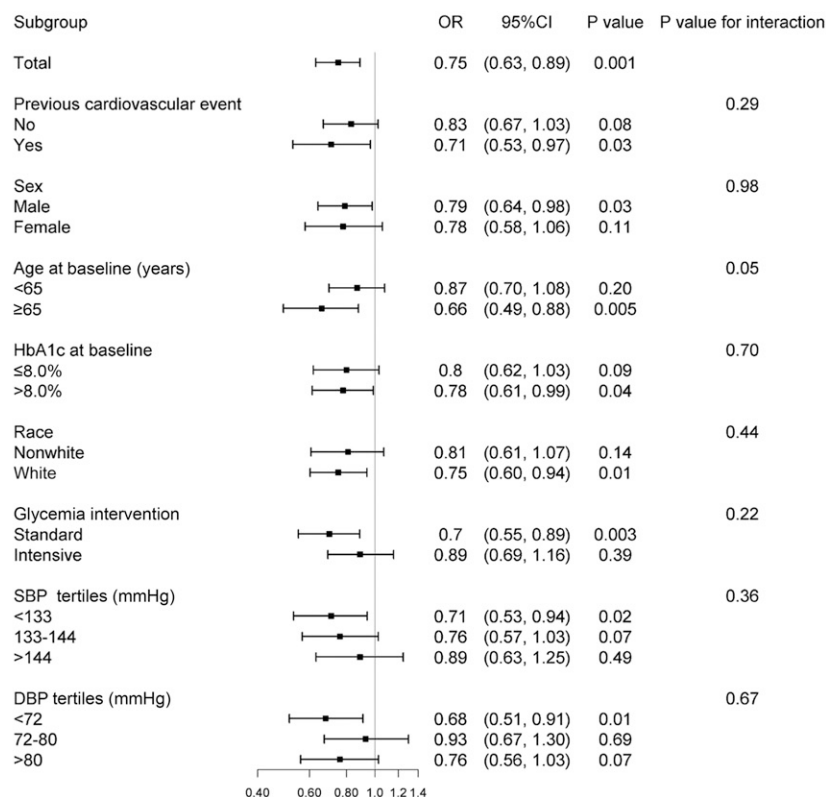 Subgroup OR 95%CI P value P value for interaction
Total 0.75 (0.63, 0.89) 0.001
Previous cardiovascular event 0.29
No 0.83 (0.67, 1.03) 0.08
Yes 0.71 (0.53, 0.97) 0.03
Sex 0.98
Male 0.79 (0.64, 0.98) 0.03
Female 0.78 (0.58, 1.06) 0.11
Age at baseline (years) 0.05
<65 0.87 (0.70, 1.08) 0.20
≥65 0.66 (0.49, 0.88) 0.005
HbA1c at baseline 0.70
≤8.0% 0.8 (0.62, 1.03) 0.09
>8.0% 0.78 (0.61, 0.99) 0.04
Race 0.44
Nonwhite 0.81 (0.61, 1.07) 0.14
White 0.75 (0.60, 0.94) 0.01
Glycemia intervention 0.22
Standard 0.7 (0.55, 0.89) 0.003
Intensive 0.89 (0.69, 1.16) 0.39
SBP tertiles (mmHg) 0.36
<133 0.71 (0.53, 0.94) 0.02
133-144 0.76 (0.57, 1.03) 0.07
>144 0.89 (0.63, 1.25) 0.49
DBP tertiles (mmHg) 0.67
<72 0.68 (0.51, 0.91) 0.01
72-80 0.93 (0.67, 1.30) 0.69
>80 0.76 (0.56, 1.03) 0.07
0.40 0.60 0.80 1.0 1.2 1.4